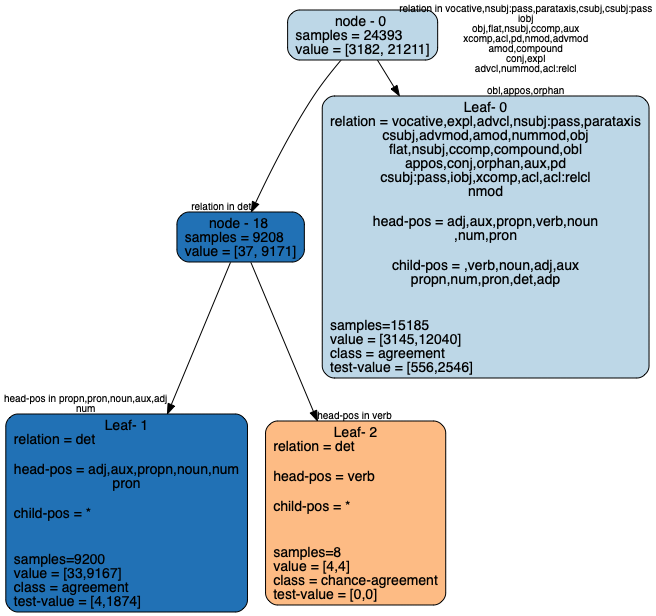 relation in vocative,nsubj:pass,parataxis,csubj,csubj:pass
iobj
obj,flat,nsubj,ccomp,aux
xcomp,acl,pd,nmod,advmod
amod,compound
conj,expl
advcl,nummod,acl:relcl
obl,appos,orphan
node - 0
samples = 24393
value = [3182, 21211]
Leaf- 0
relation = vocative,expl,advcl,nsubj:pass,parataxis
csubj,advmod,amod,nummod,obj
flat,nsubj,ccomp,compound,obl
appos,conj,orphan,aux,pd
csubj:pass,iobj,xcomp,acl,acl:relcl
nmod
head-pos = adj,aux,propn,verb,noun
,num,pron
child-pos = ,verb,noun,adj,aux
propn,num,pron,det,adp
samples=15185
value = [3145,12040]
class = agreement
test-value = [556,2546]
relation in det
node - 18
samples = 9208
value = [37, 9171]
head-pos in propn,pron,noun,aux,adj
num
Leaf- 1
relation = det
head-pos = adj,aux,propn,noun,num
pron
child-pos = *
samples=9200
value = [33,9167]
class = agreement
test-value = [4,1874]
head-pos in verb
Leaf- 2
relation = det
head-pos = verb
child-pos = *
samples=8
value = [4,4]
class = chance-agreement
test-value = [0,0]